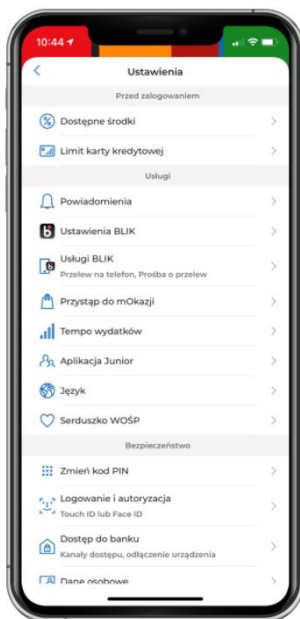 10:44
Ustawienia
Przed zalogowaniem
Dostępne środki
Limit karty kredytowej
Usługi
Powiadomienia
Ustawienia BLIK
Usługi BLIK
Przelew na telefon, Prośba o przelew
Przystąp do mOkazji
Tempo wydatków
Aplikacja Junior
Język
Serduszko WOŚP
Bezpieczeństwo
Zmień kod PIN
Logowanie i autoryzacja
Touch ID lub Face ID
Dostęp do banku
Kanały dostępu, odłączenie urządzenia
Dane osobowe